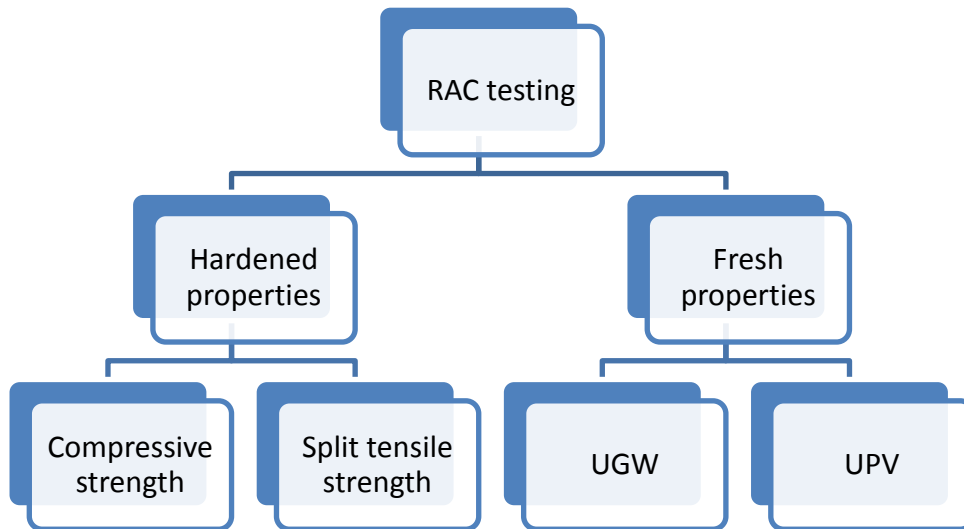 RAC testing
Hardened
properties
Fresh
properties
Compressive
strength
Split tensile
strength
UGW
UPV